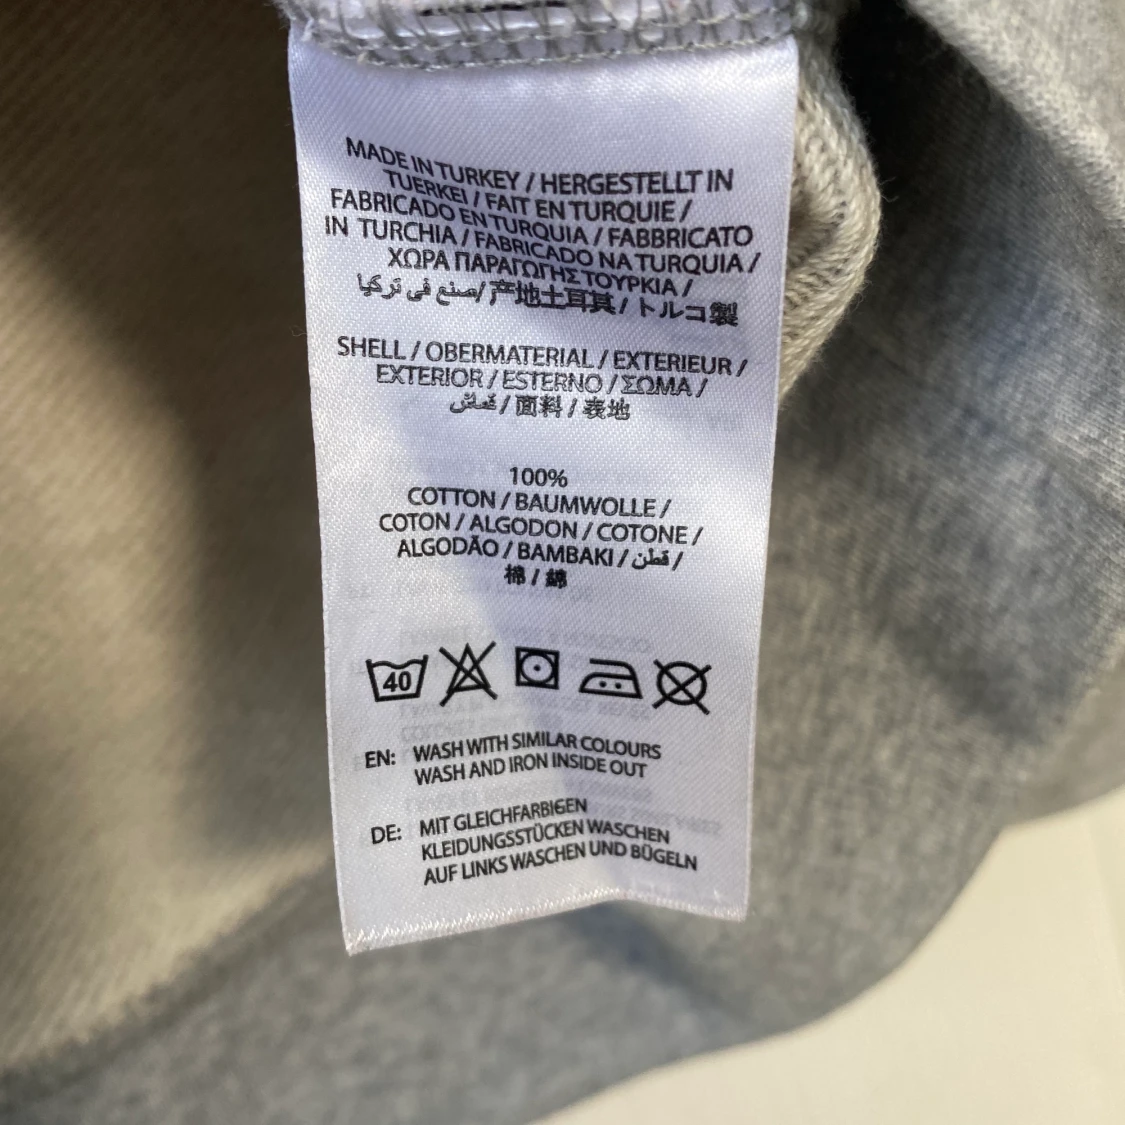 MADE IN TURKEY / HERGESTELLT IN
TUERKEI / FAIT EN TURQUIE /
FABRICADO EN TURQUIA / FABBRICATO
IN TURCHIA / FABRICADO NA TURQUIA /
ΧΩΡΑ ΠΑΡΑΓΩΓΗΣ ΤΟΥΡΚΙΑ /
صنع في تركيا / 产地土耳其 / トルコ製
SHELL / OBERMATERIAL / EXTERIEUR /
EXTERIOR / ESTERNO / ΣΩΜΑ /
قماش / 面料 / 表地
100%
COTTON / BAUMWOLLE /
COTON / ALGODON / COTONE /
ALGODÃO / BAMBAKI / قطن /
棉 / 綿
40
EN: WASH WITH SIMILAR COLOURS
WASH AND IRON INSIDE OUT
DE: MIT GLEICHFARBIGEN
KLEIDUNGSSTÜCKEN WASCHEN
AUF LINKS WASCHEN UND BÜGELN